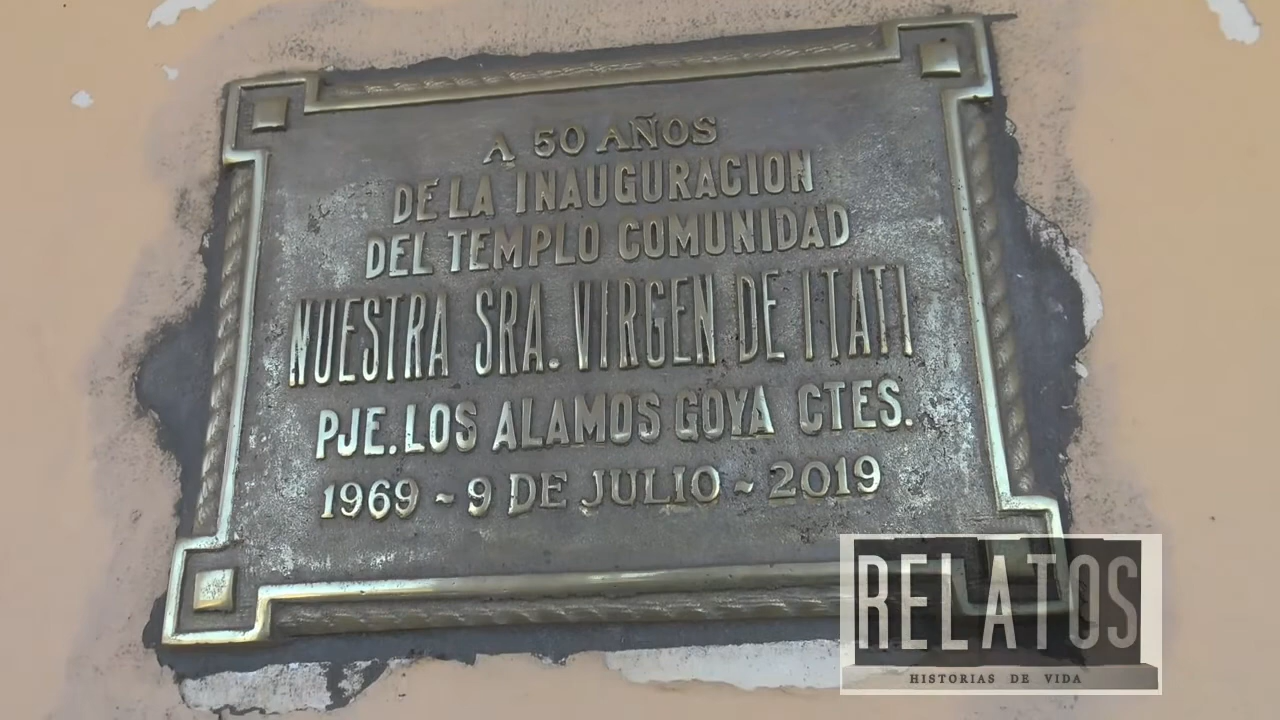 A 50 AÑOS
DE LA INAUGURACION
DEL TEMPLO COMUNIDAD
NUESTRA SRA. VIRGEN DE ITATI
PJE. LOS ALAMOS GOYA CTES.
1969 ~ 9 DE JULIO ~ 2019
RELATOS
HISTORIAS DE VIDA